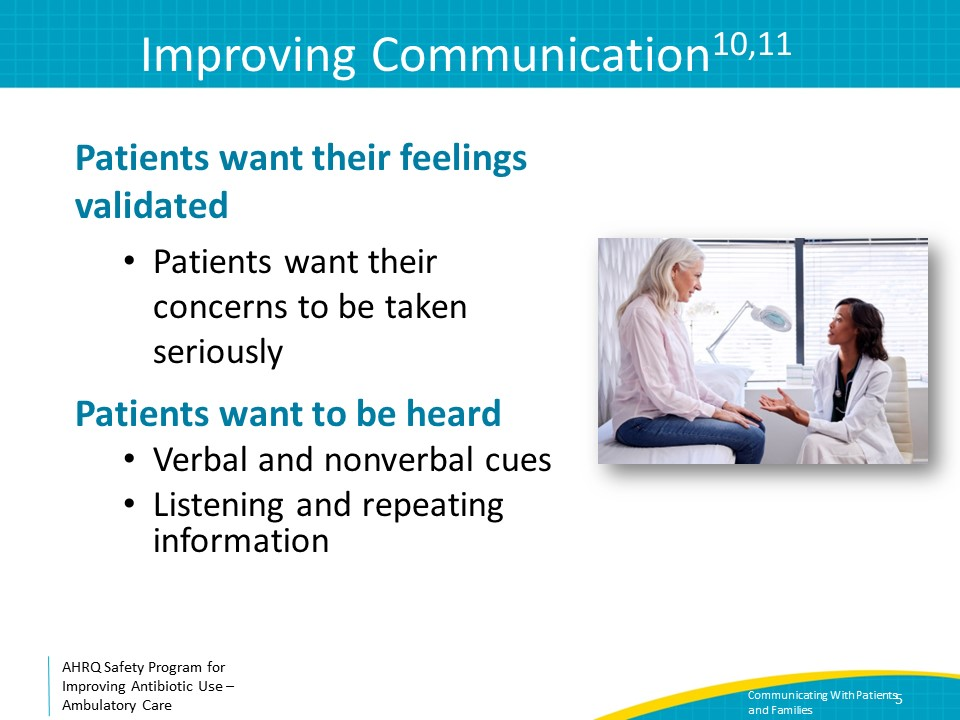 Improving Communication10,11
Patients want their feelings
validated
• Patients want their
concerns to be taken
seriously
Patients want to be heard
• Verbal and nonverbal cues
• Listening and repeating
information
AHRQ Safety Program for
Improving Antibiotic Use –
Ambulatory Care
Communicating With Patients
and Families
5